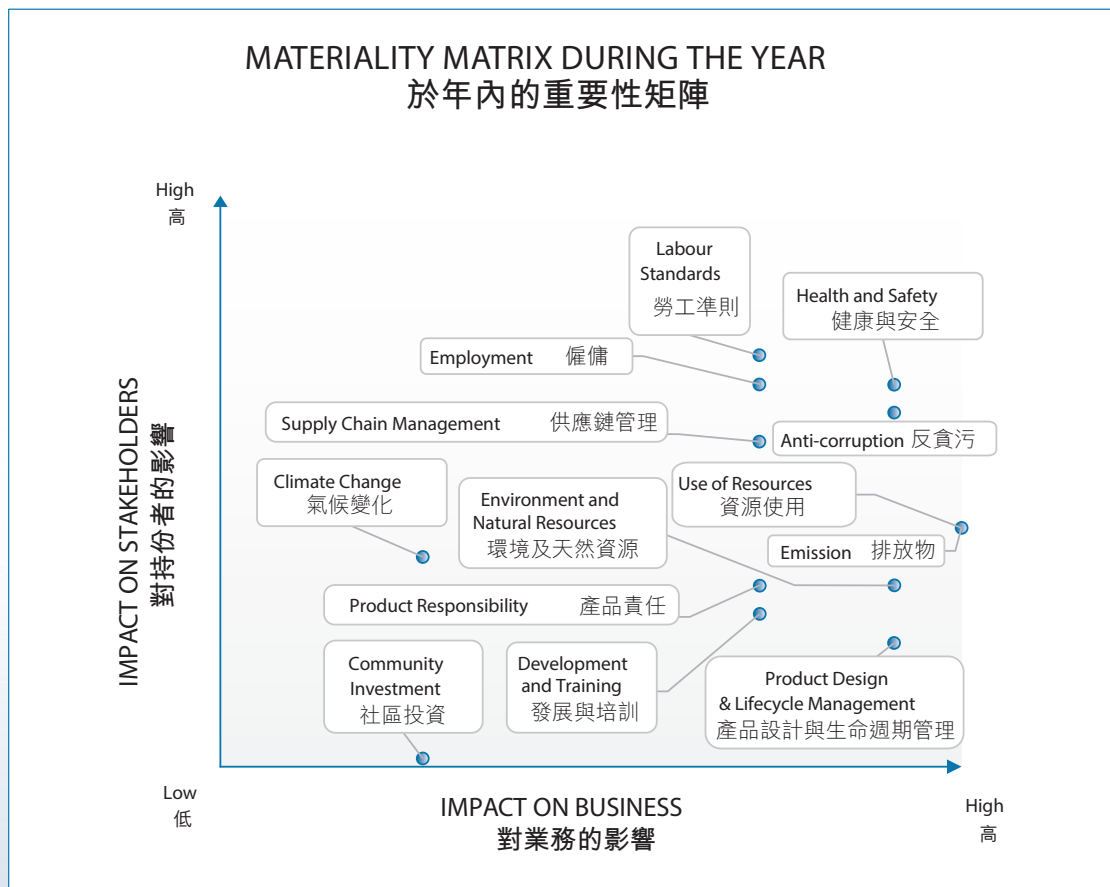 MATERIALITY MATRIX DURING THE YEAR
於年內的重要性矩陣
High
高
Labour
Standards
勞工準則
Health and Safety
健康與安全
Employment 僱傭
Supply Chain Management 供應鏈管理
Anti-corruption 反貪污
Climate Change
氣候變化
Environment and
Natural Resources
環境及天然資源
Use of Resources
資源使用
Emission 排放物
Product Responsibility 產品責任
Community
Investment
社區投資
Development
and Training
發展與培訓
Product Design
& Lifecycle Management
產品設計與生命週期管理
IMPACT ON STAKEHOLDERS
對持份者的影響
Low
低
IMPACT ON BUSINESS
對業務的影響
High
高